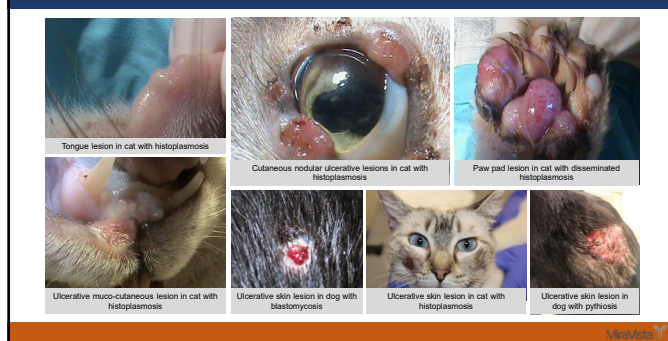 Tongue lesion in cat with histoplasmosis
Cutaneous nodular ulcerative lesions in cat with
histoplasmosis
Paw pad lesion in cat with disseminated
histoplasmosis
Ulcerative muco-cutaneous lesion in cat with
histoplasmosis
Ulcerative skin lesion in dog with
blastomycosis
Ulcerative skin lesion in cat with
histoplasmosis
Ulcerative skin lesion in
dog with pythiosis
MiraVista